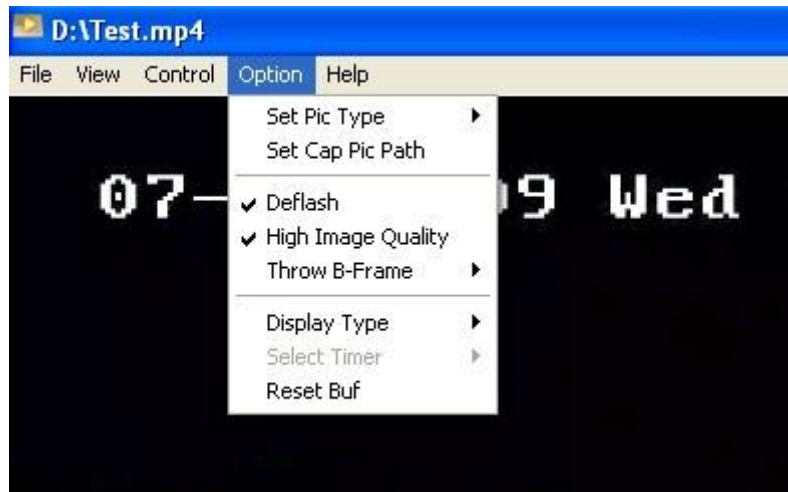 D:\Test.mp4
File View Control Option Help
Set Pic Type
Set Cap Pic Path
07- 9 Wed
Deflash
High Image Quality
Throw B-Frame
Display Type
Select Timer
Reset Buf